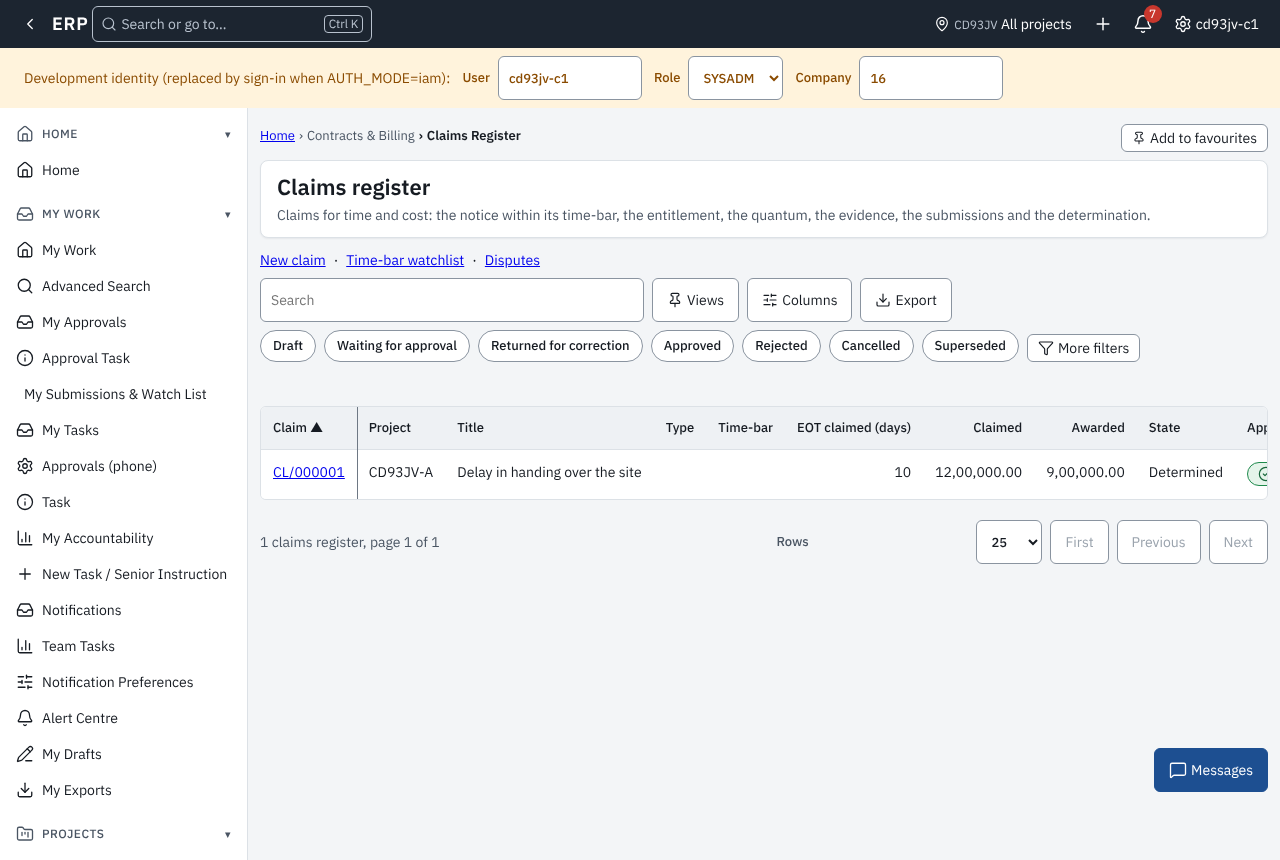 ERP
Search or go to... Ctrl K
CD93JV All projects
7
cd93jv-c1
Development identity (replaced by sign-in when AUTH_MODE=iam): User cd93jv-c1 Role SYSADM Company 16
HOME
Home
MY WORK
My Work
Advanced Search
My Approvals
Approval Task
My Submissions & Watch List
My Tasks
Approvals (phone)
Task
My Accountability
New Task / Senior Instruction
Notifications
Team Tasks
Notification Preferences
Alert Centre
My Drafts
My Exports
PROJECTS
Home › Contracts & Billing › Claims Register
Add to favourites
Claims register
Claims for time and cost: the notice within its time-bar, the entitlement, the quantum, the evidence, the submissions and the determination.
New claim · Time-bar watchlist · Disputes
Search Views Columns Export
Draft Waiting for approval Returned for correction Approved Rejected Cancelled Superseded More filters
Claim ▲ Project Title Type Time-bar EOT claimed (days) Claimed Awarded State App
CL/000001 CD93JV-A Delay in handing over the site 10 12,00,000.00 9,00,000.00 Determined
1 claims register, page 1 of 1 Rows 25 First Previous Next
Messages